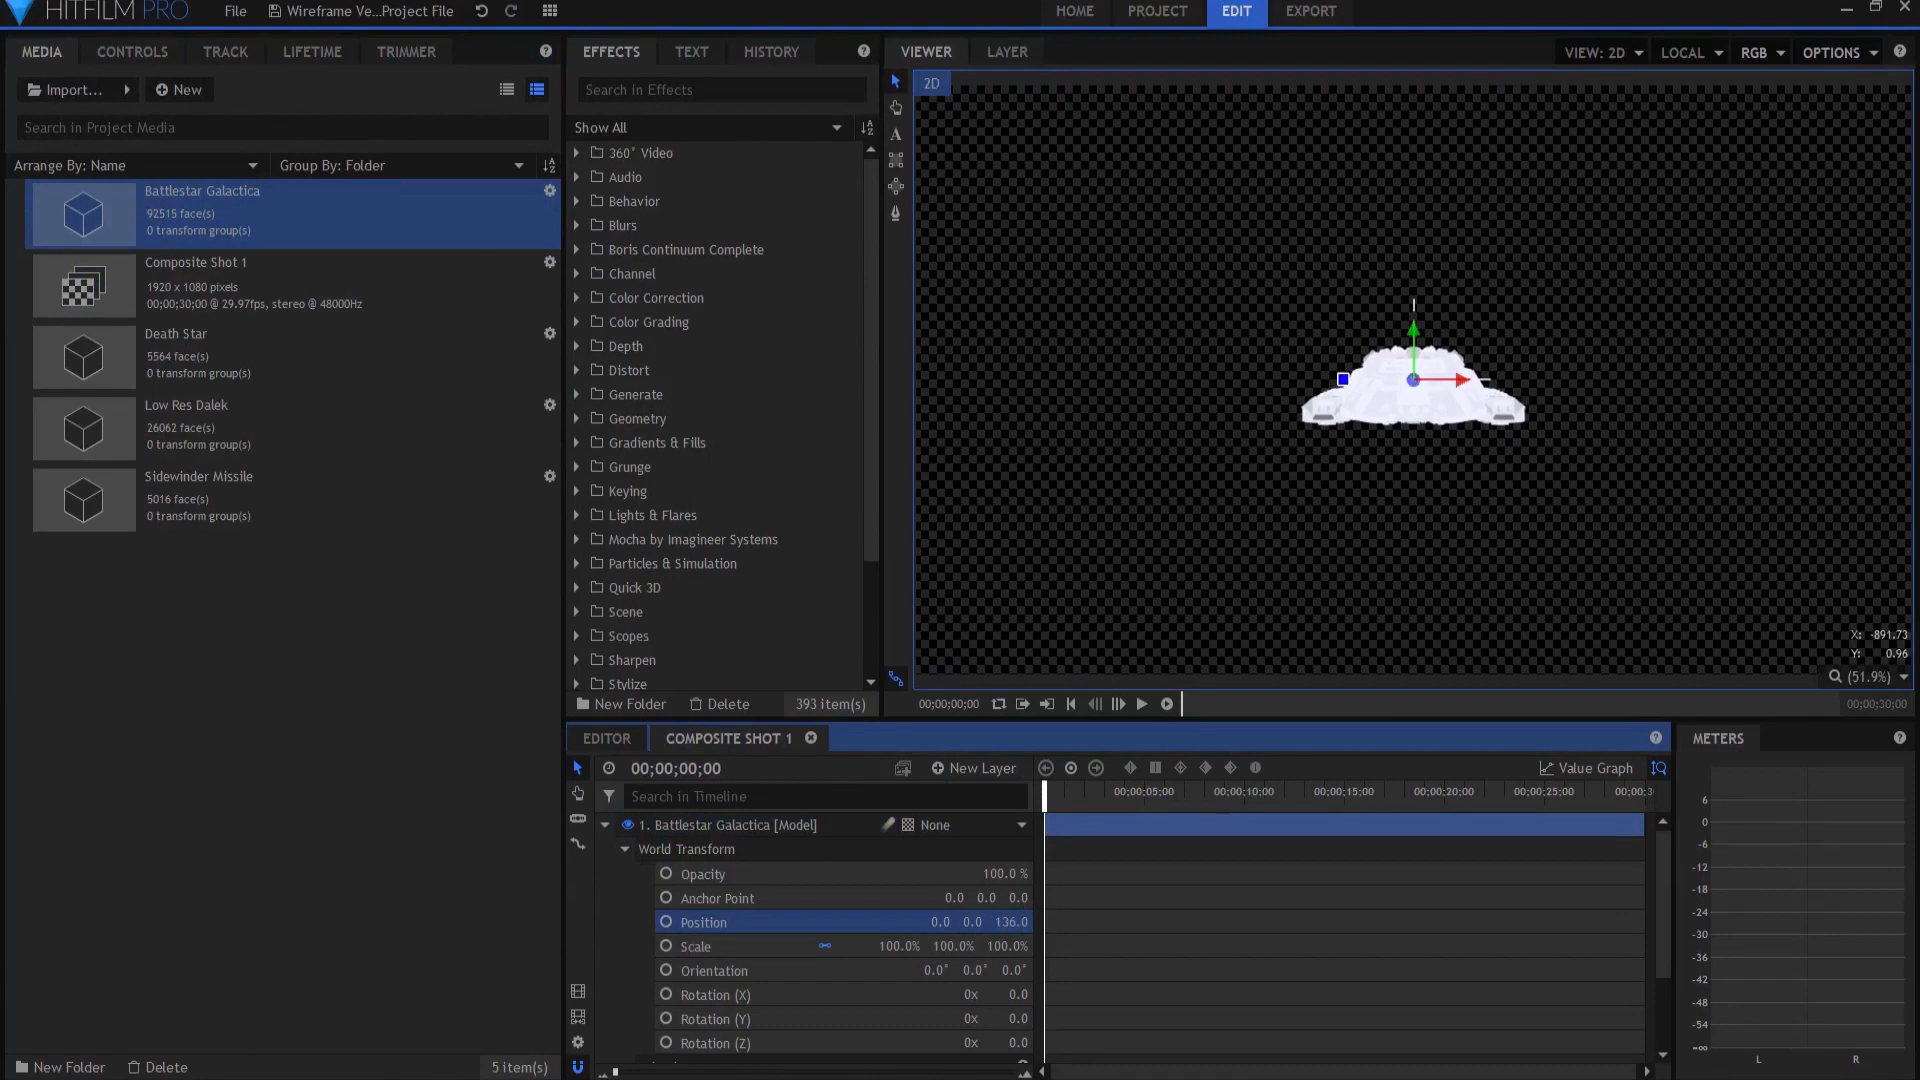 HITFILM PRO
File
Wireframe Ve...Project File
HOME
PROJECT
EDIT
EXPORT
MEDIA
CONTROLS
TRACK
LIFETIME
TRIMMER
Import...
New
Search in Project Media
Arrange By: Name
Group By: Folder
Battlestar Galactica
92515 face(s)
0 transform group(s)
Composite Shot 1
1920 x 1080 pixels
00;00;30;00 @ 29.97fps, stereo @ 48000Hz
Death Star
5564 face(s)
0 transform group(s)
Low Res Dalek
26062 face(s)
0 transform group(s)
Sidewinder Missile
5016 face(s)
0 transform group(s)
New Folder
Delete
5 item(s)
EFFECTS
TEXT
HISTORY
Search in Effects
Show All
360° Video
Audio
Behavior
Blurs
Boris Continuum Complete
Channel
Color Correction
Color Grading
Depth
Distort
Generate
Geometry
Gradients & Fills
Grunge
Keying
Lights & Flares
Mocha by Imagineer Systems
Particles & Simulation
Quick 3D
Scene
Scopes
Sharpen
Stylize
New Folder
Delete
393 item(s)
VIEWER
LAYER
VIEW: 2D
LOCAL
RGB
OPTIONS
2D
X: -891.73
Y: 0.96
(51.9%)
00;00;00;00
00;00;30;00
EDITOR
COMPOSITE SHOT 1
00;00;00;00
New Layer
Value Graph
Search in Timeline
00;00;05;00
00;00;10;00
00;00;15;00
00;00;20;00
00;00;25;00
00;00;3
1. Battlestar Galactica [Model]
None
World Transform
Opacity 100.0 %
Anchor Point 0.0 0.0 0.0
Position 0.0 0.0 136.0
Scale 100.0% 100.0% 100.0%
Orientation 0.0° 0.0° 0.0°
Rotation (X) 0x 0.0
Rotation (Y) 0x 0.0
Rotation (Z) 0x 0.0
METERS
6
0
-6
-12
-18
-24
-30
-36
-42
-48
-54
-∞
L
R